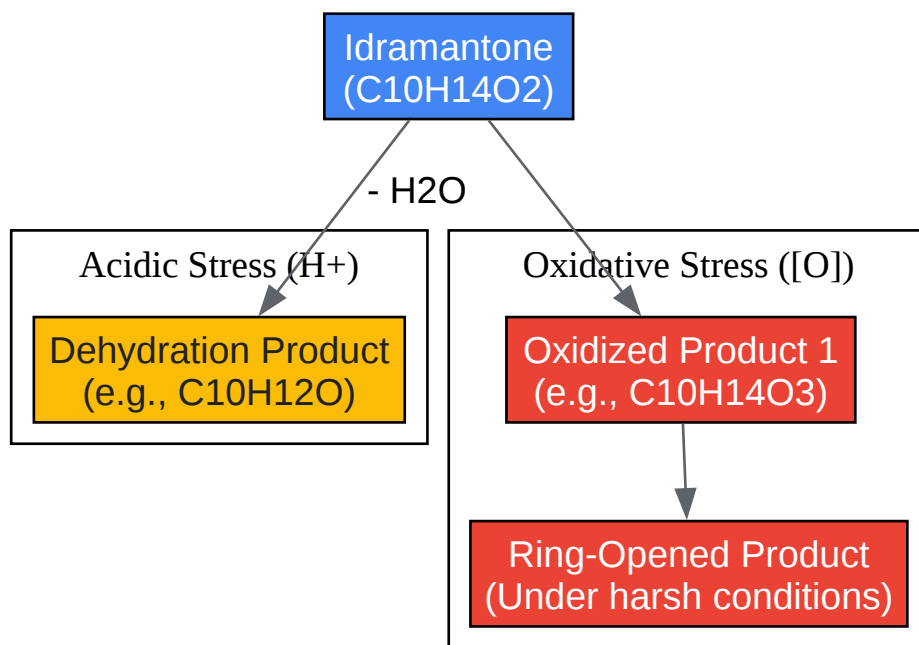 Idramantone
(C10H14O2)
- H2O
Acidic Stress (H+)
Dehydration Product
(e.g., C10H12O)
Oxidative Stress ([O])
Oxidized Product 1
(e.g., C10H14O3)
Ring-Opened Product
(Under harsh conditions)